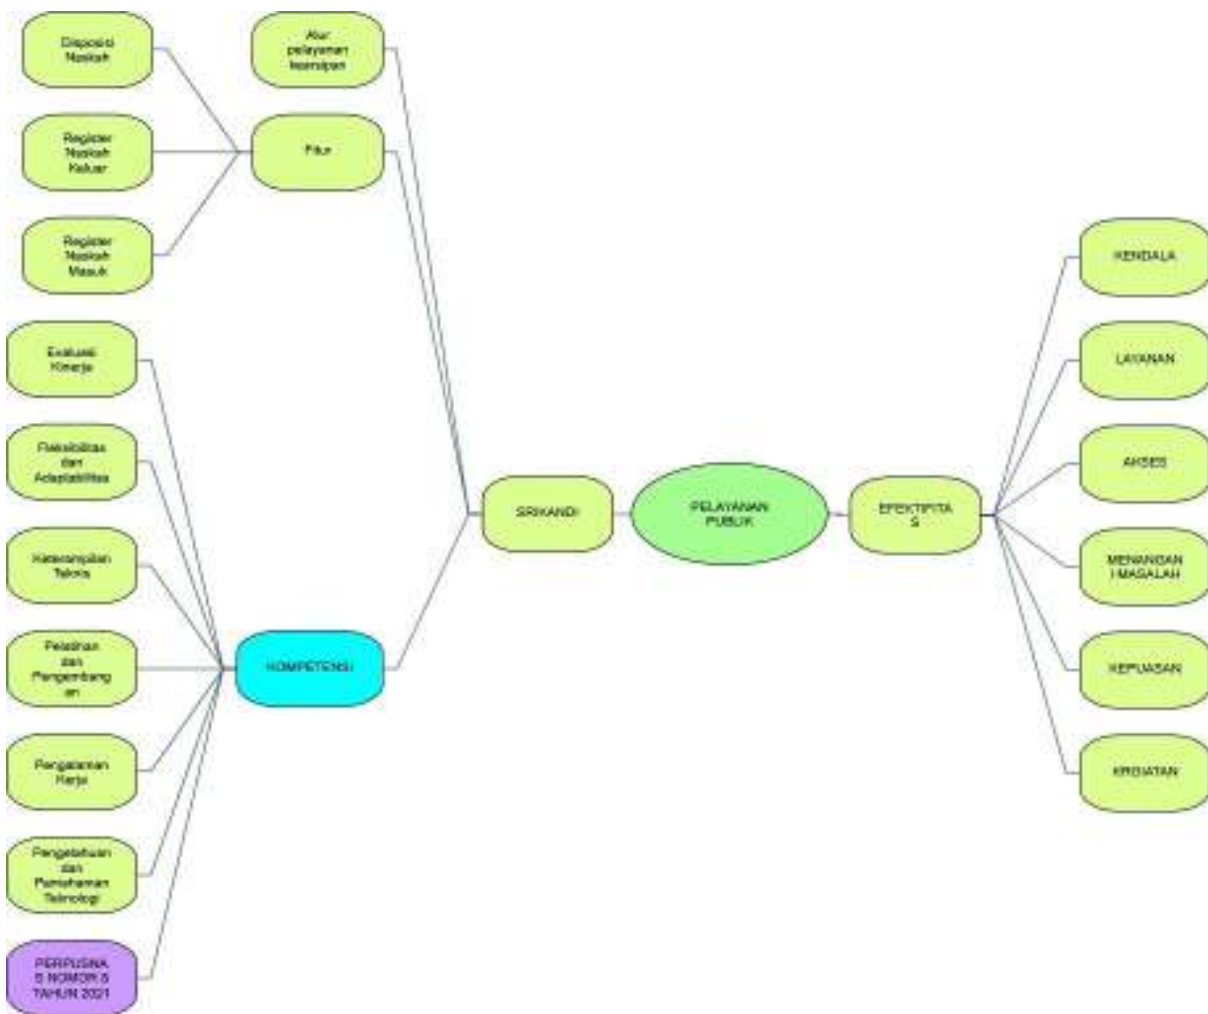 Disposisi
Naskah
Alur
pelayanan
kearsipan
Register
Naskah
Keluar
Fitur
Register
Naskah
Masuk
KENDALA
Evaluasi
Kinerja
LAYANAN
Fleksibilitas
dan
Adaptabilitas
AKSES
SRIKANDI
PELAYANAN
PUBLIK
EFEKTIFITA
S
Keterampilan
Teknis
MENANGAN
I MASALAH
Pelatihan
dan
Pengembang
an
KOMPETENSI
KEPUASAN
Pengalaman
Kerja
KRGIATAN
Pengetahuan
dan
Pemahaman
Teknologi
PERPUSNA
S NOMOR
TAHUN 2021